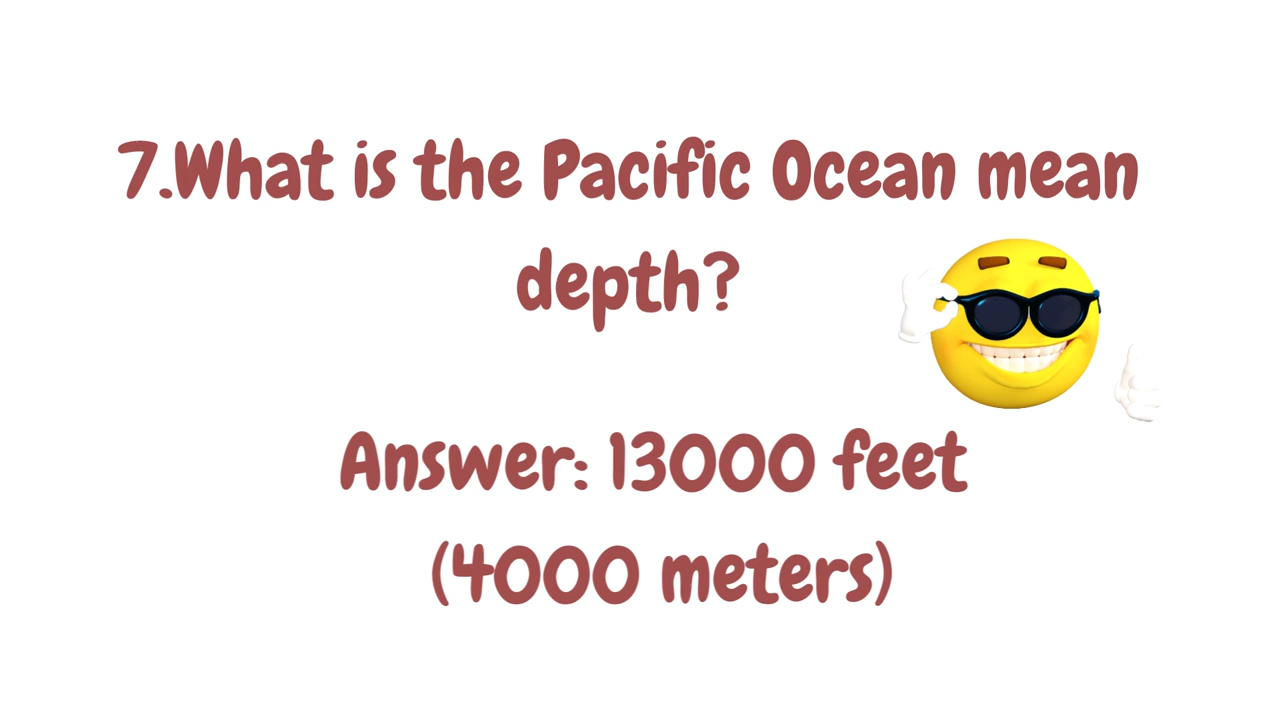 7.What is the Pacific Ocean mean
depth?
Answer: 13000 feet
(4000 meters)